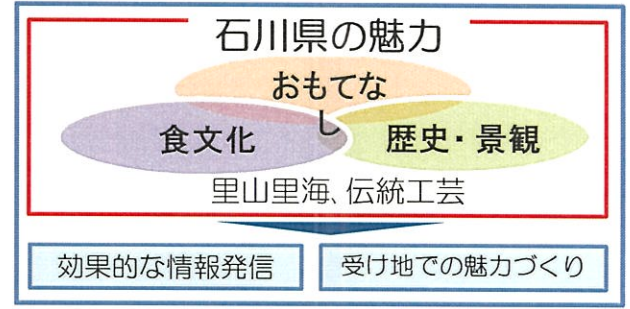 石川県の魅力
おもてな
し
食文化
歴史・景観
里山里海、伝統工芸
効果的な情報発信
受け地での魅力づくり